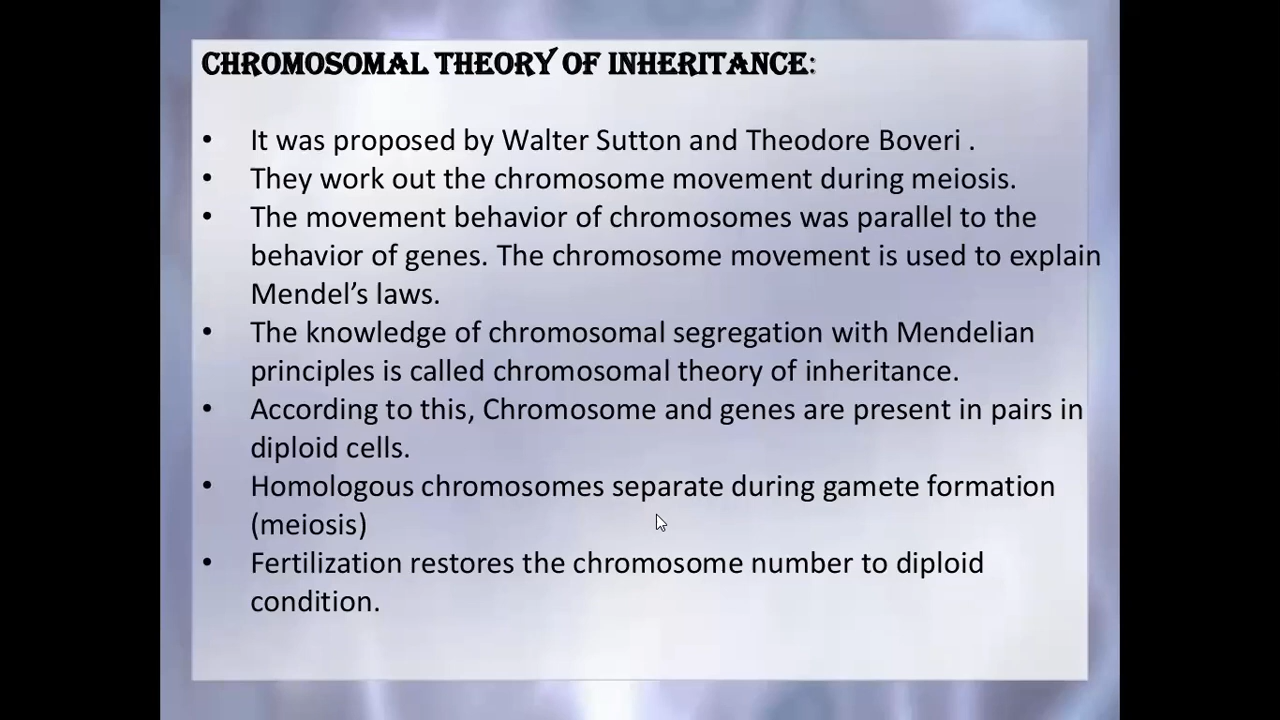 CHROMOSOMAL THEORY OF INHERITANCE:
• It was proposed by Walter Sutton and Theodore Boveri .
• They work out the chromosome movement during meiosis.
• The movement behavior of chromosomes was parallel to the
behavior of genes. The chromosome movement is used to explain
Mendel’s laws.
• The knowledge of chromosomal segregation with Mendelian
principles is called chromosomal theory of inheritance.
• According to this, Chromosome and genes are present in pairs in
diploid cells.
• Homologous chromosomes separate during gamete formation
(meiosis)
• Fertilization restores the chromosome number to diploid
condition.